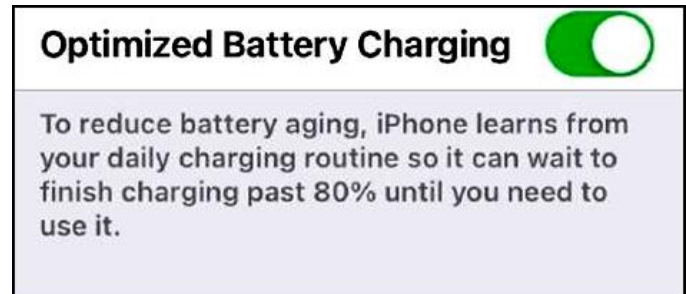 Optimized Battery Charging
To reduce battery aging, iPhone learns from
your daily charging routine so it can wait to
finish charging past 80% until you need to
use it.